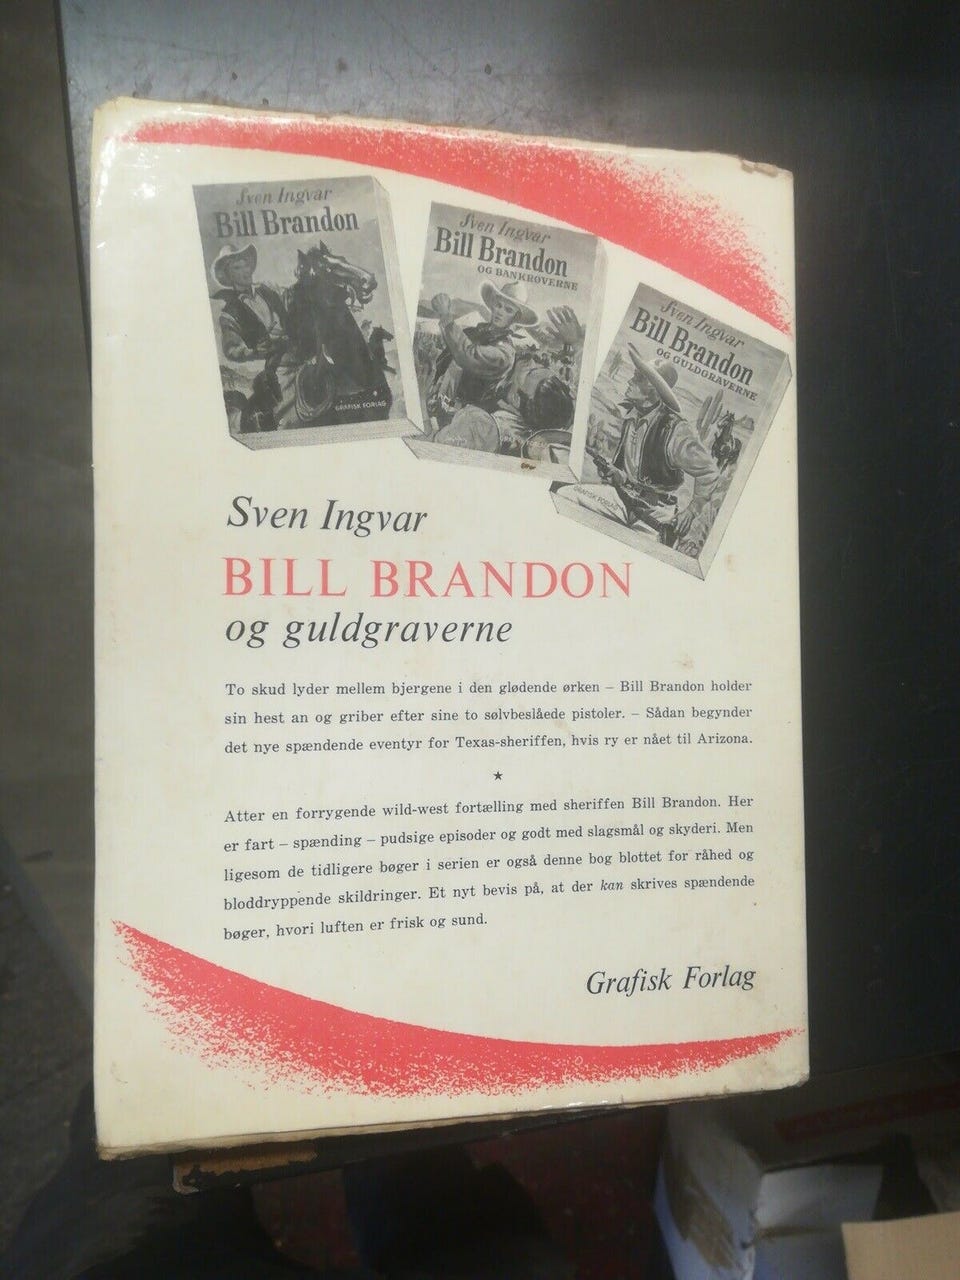 Sven Ingvar
Bill Brandon
GRAFISK FORLAG
Sven Ingvar
Bill Brandon
OG BANKRØVERNE
Sven Ingvar
Bill Brandon
OG GULDGRAVERNE
GRAFISK FORLAG
Sven Ingvar
BILL BRANDON
og guldgraverne
To skud lyder mellem bjergene i den glødende ørken – Bill Brandon holder
sin hest an og griber efter sine to sølvbeslåede pistoler. – Sådan begynder
det nye spændende eventyr for Texas-sheriffen, hvis ry er nået til Arizona.
★
Atter en forrygende wild-west fortælling med sheriffen Bill Brandon. Her
er fart – spænding – pudsige episoder og godt med slagsmål og skyderi. Men
ligesom de tidligere bøger i serien er også denne bog blottet for råhed og
bloddryppende skildringer. Et nyt bevis på, at der kan skrives spændende
bøger, hvori luften er frisk og sund.
Grafisk Forlag